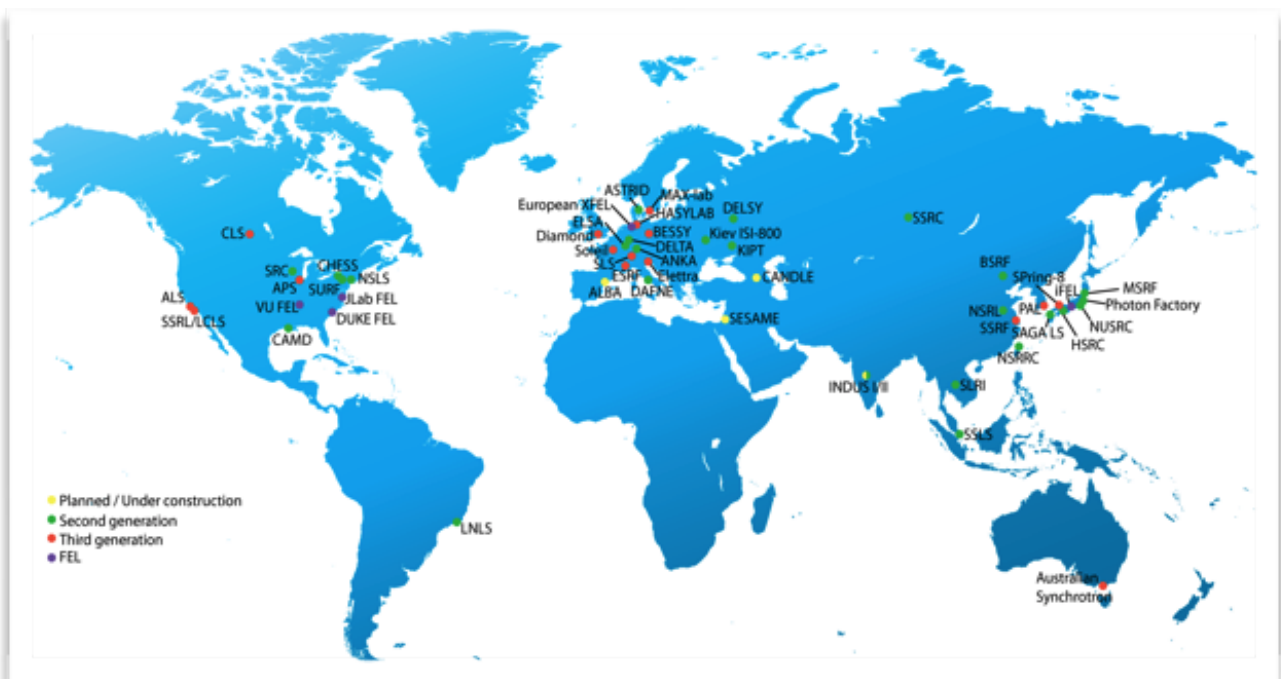 CLS
SRC
CHESS
NSLS
APS
SURF
ALS
VU FEL
JLab FEL
SSRL/LCLS
DUKE FEL
CAMD
LNLS
ASTRID
MAX-lab
European XFEL
HASYLAB
DELSY
ELSA
BESSY
Diamond
Kiev ISI-800
Soleil
DELTA
KIPT
SLS
ANKA
ESRF
Elettra
CANDLE
ALBA
DAFNE
SESAME
SSRC
BSRF
SPring-8
IFEL
MSRF
NSRL
PAL
Photon Factory
SSRF
SAGA LS
NUSRC
HSRC
NSRRC
INDUS I/II
SLRI
SSLS
Planned / Under construction
Second generation
Third generation
FEL
Australian
Synchrotron